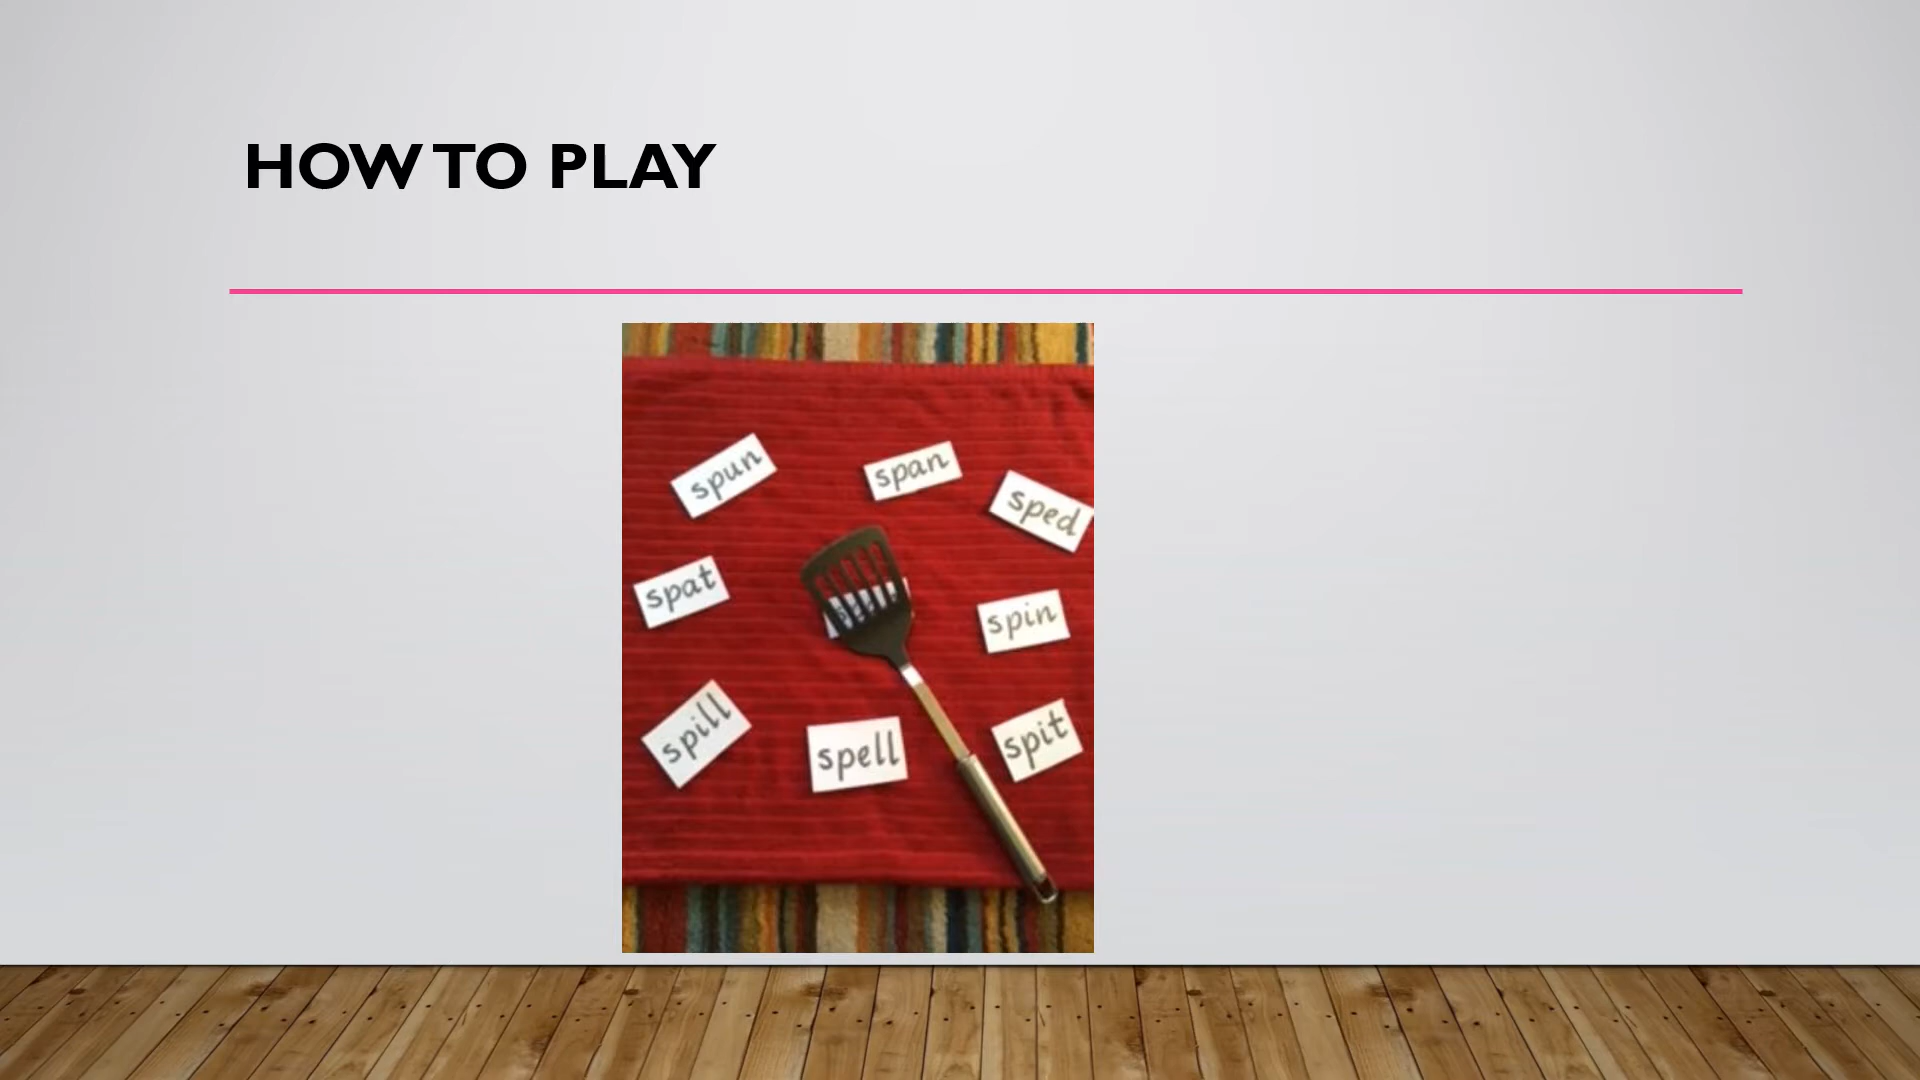 HOW TO PLAY
spun
span
sped
spat
spin
spill
spell
spit